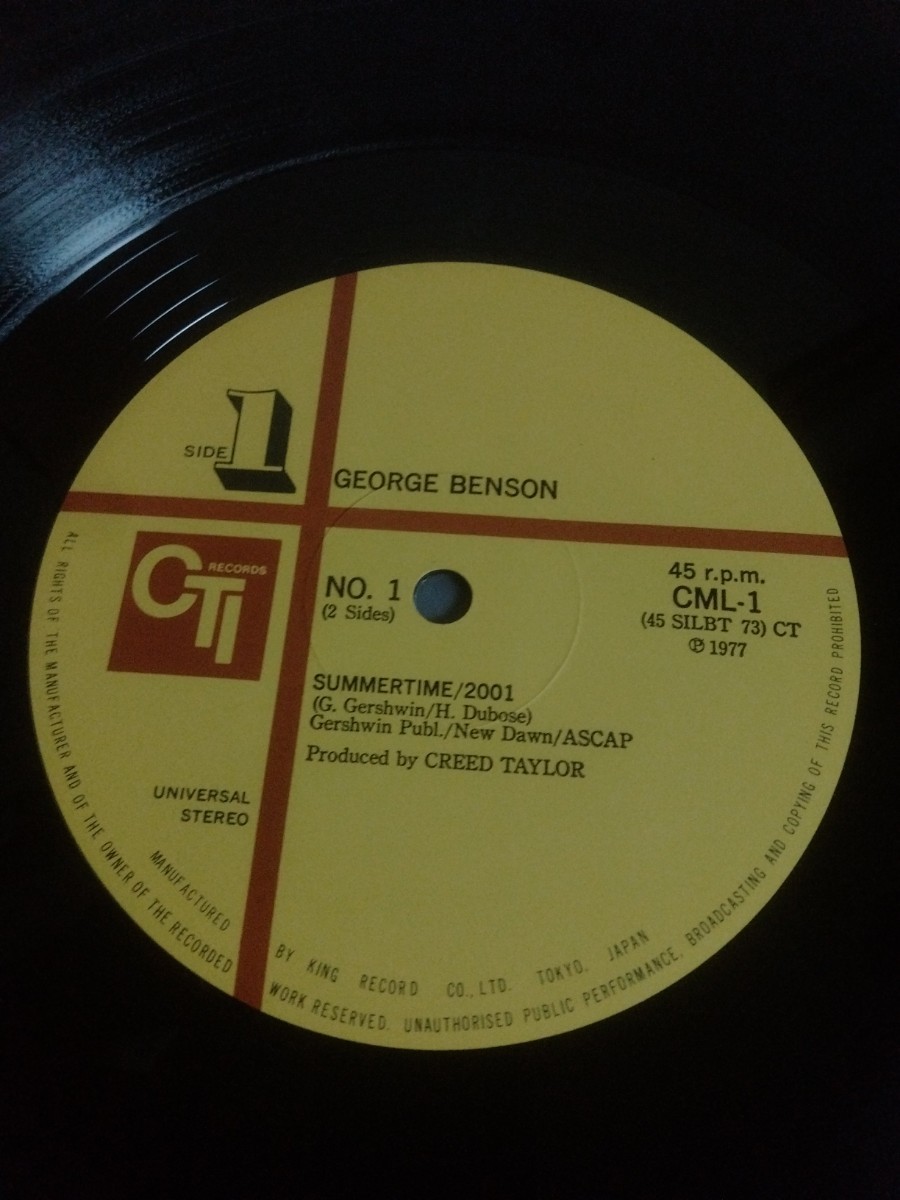 SIDE 1
GEORGE BENSON
CTI RECORDS
NO. 1
(2 Sides)
45 r.p.m.
CML-1
(45 SILBT 73) CT
℗ 1977
SUMMERTIME/2001
(G. Gershwin/H. Dubose)
Gershwin Publ./New Dawn/ASCAP
Produced by CREED TAYLOR
UNIVERSAL
STEREO
MANUFACTURED BY KING RECORD CO., LTD. TOKYO, JAPAN
ALL RIGHTS OF THE MANUFACTURER AND OF THE OWNER OF THE RECORDED WORK RESERVED. UNAUTHORISED PUBLIC PERFORMANCE, BROADCASTING AND COPYING OF THIS RECORD PROHIBITED